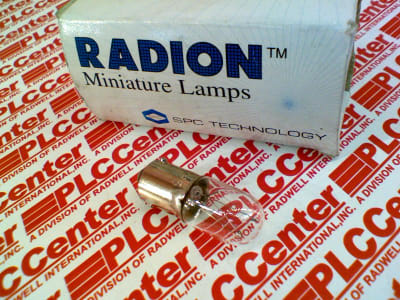 RADION™
Miniature Lamps
SPC TECHNOLOGY
PLCCenter
A DIVISION OF RADWELL INTERNATIONAL, INC.